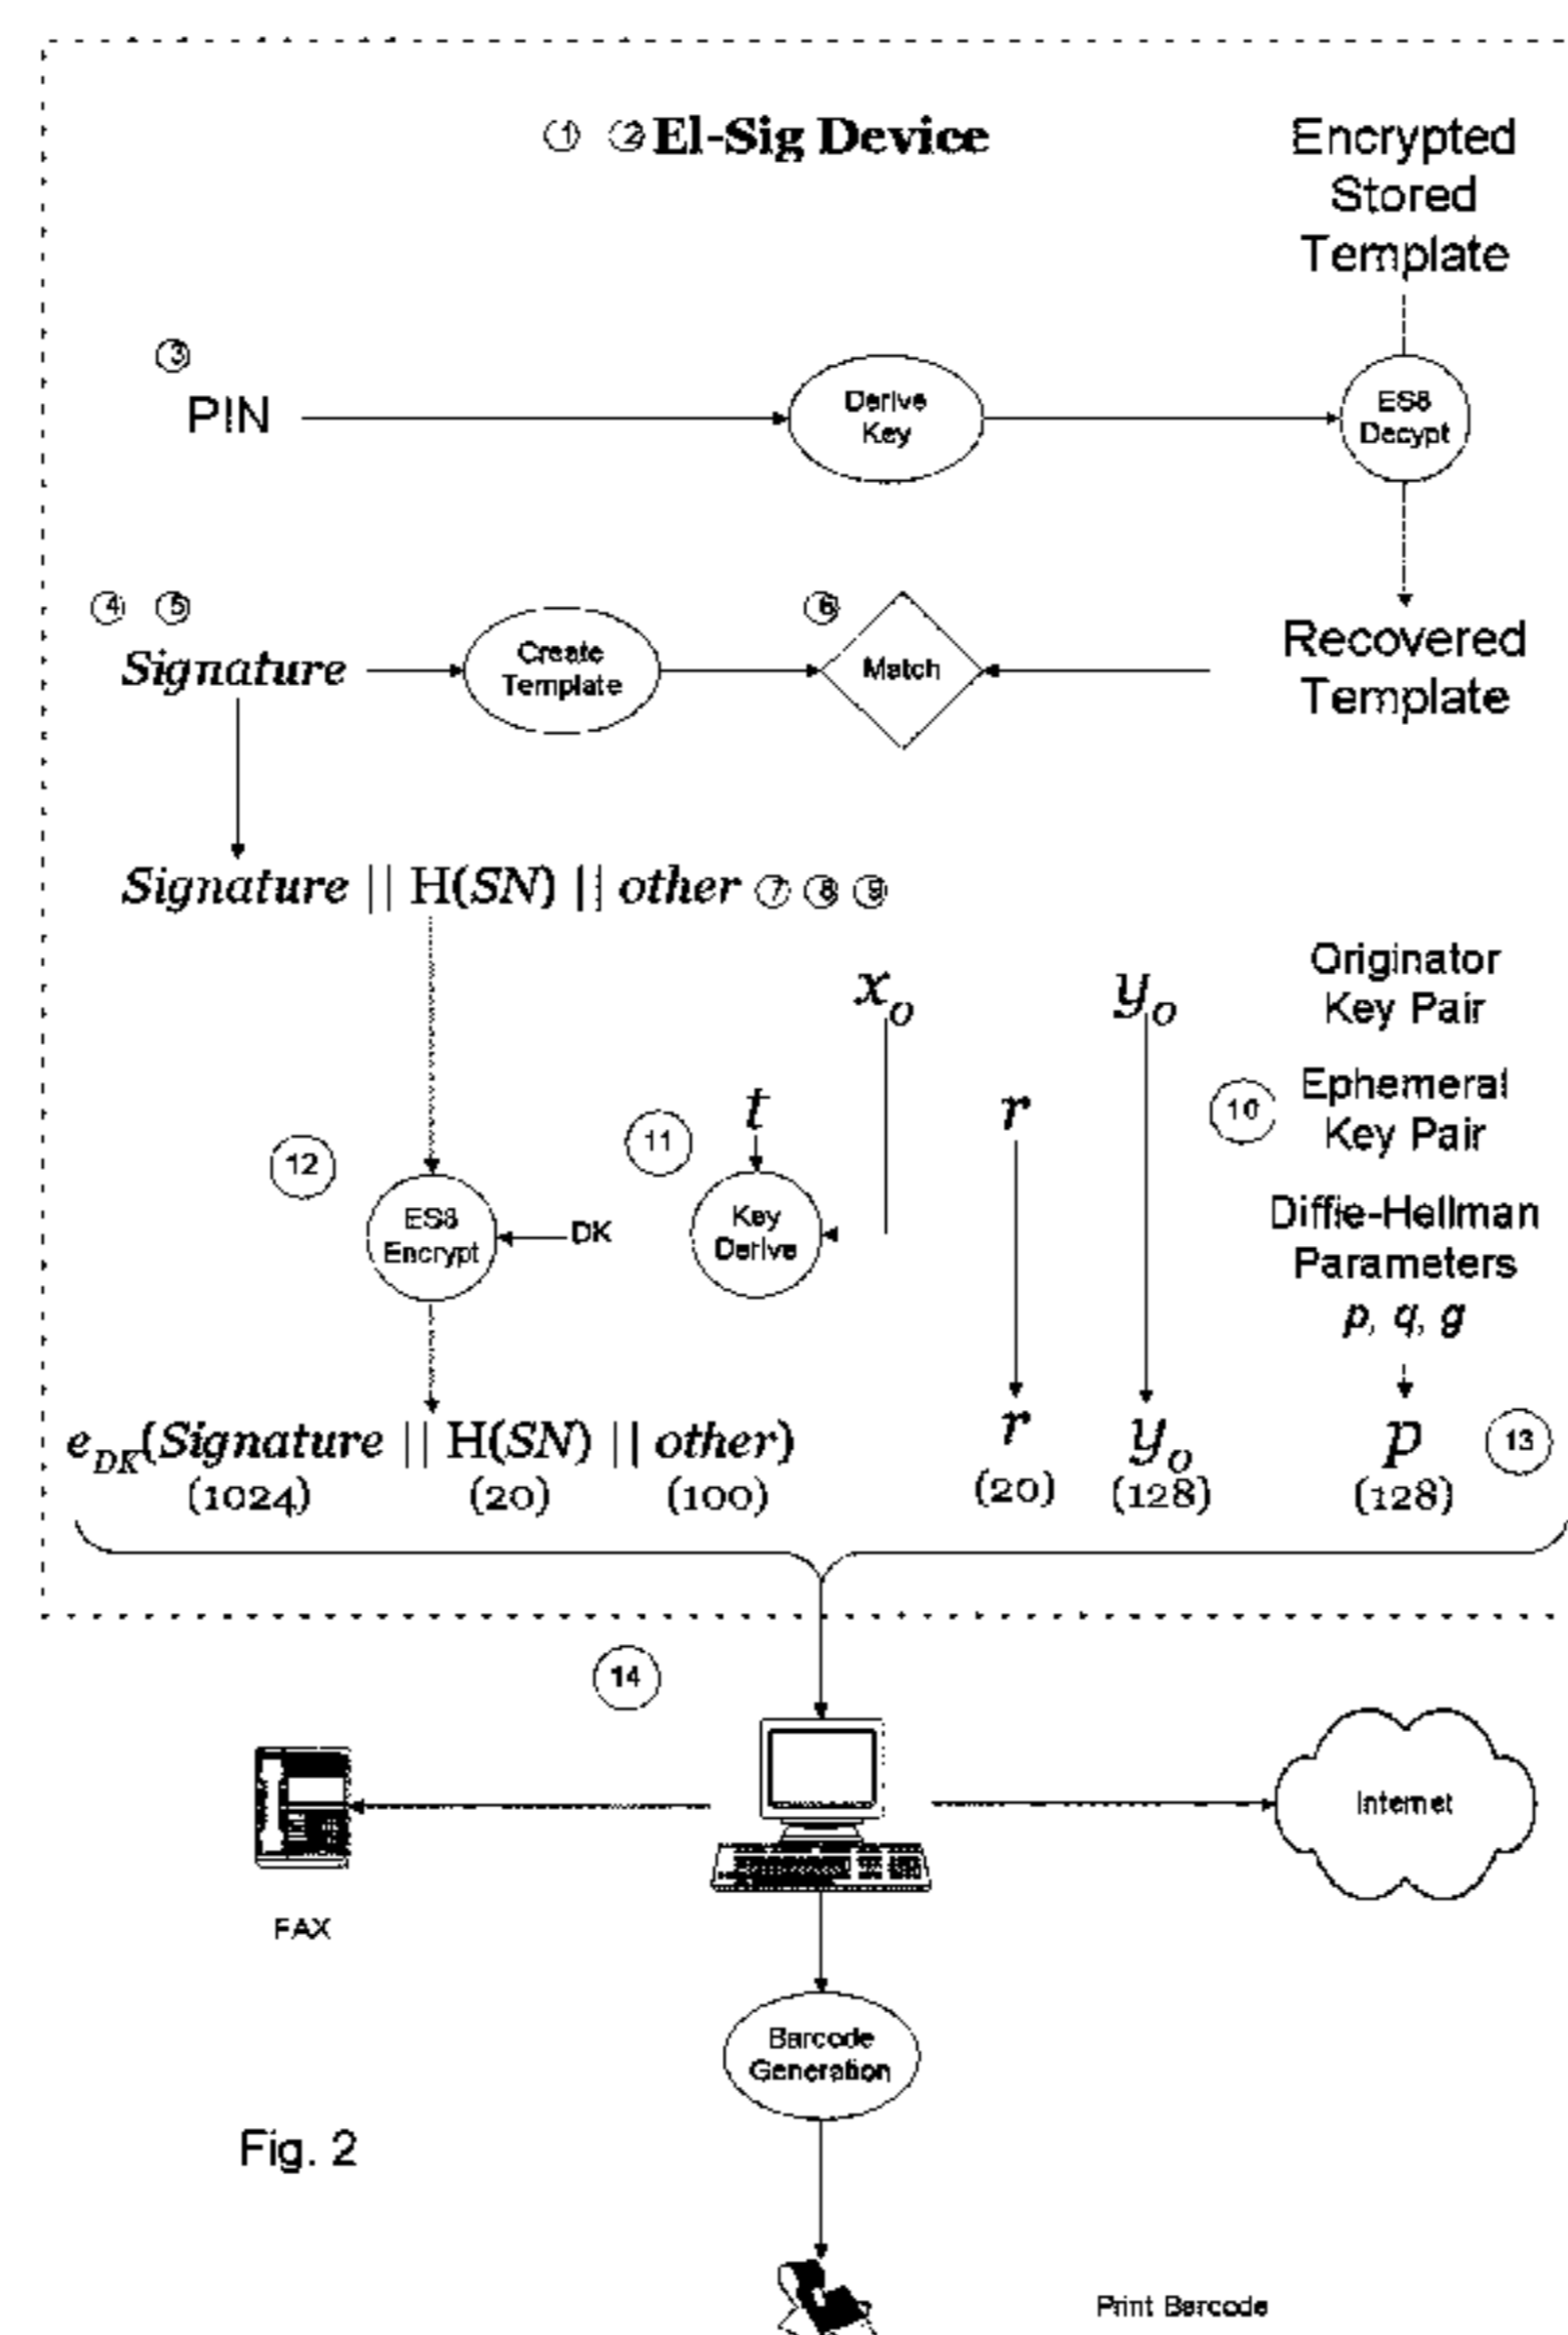 ① ② El-Sig Device
Encrypted
Stored
Template
③
PIN
Derive
Key
ES8
Decypt
④ ⑤
Signature
Create
Template
⑥
Match
Recovered
Template
Signature || H(SN) || other ⑦ ⑧ ⑨
x_o
y_o
Originator
Key Pair
t
r
10
Ephemeral
Key Pair
12
11
ES8
Encrypt
DK
Key
Derive
Diffie-Hellman
Parameters
p, q, g
e_DK(Signature || H(SN) || other)
(1024) (20) (100)
r
(20)
y_o
(128)
p
(128)
13
14
FAX
Internet
Barcode
Generation
Fig. 2
Print Barcode